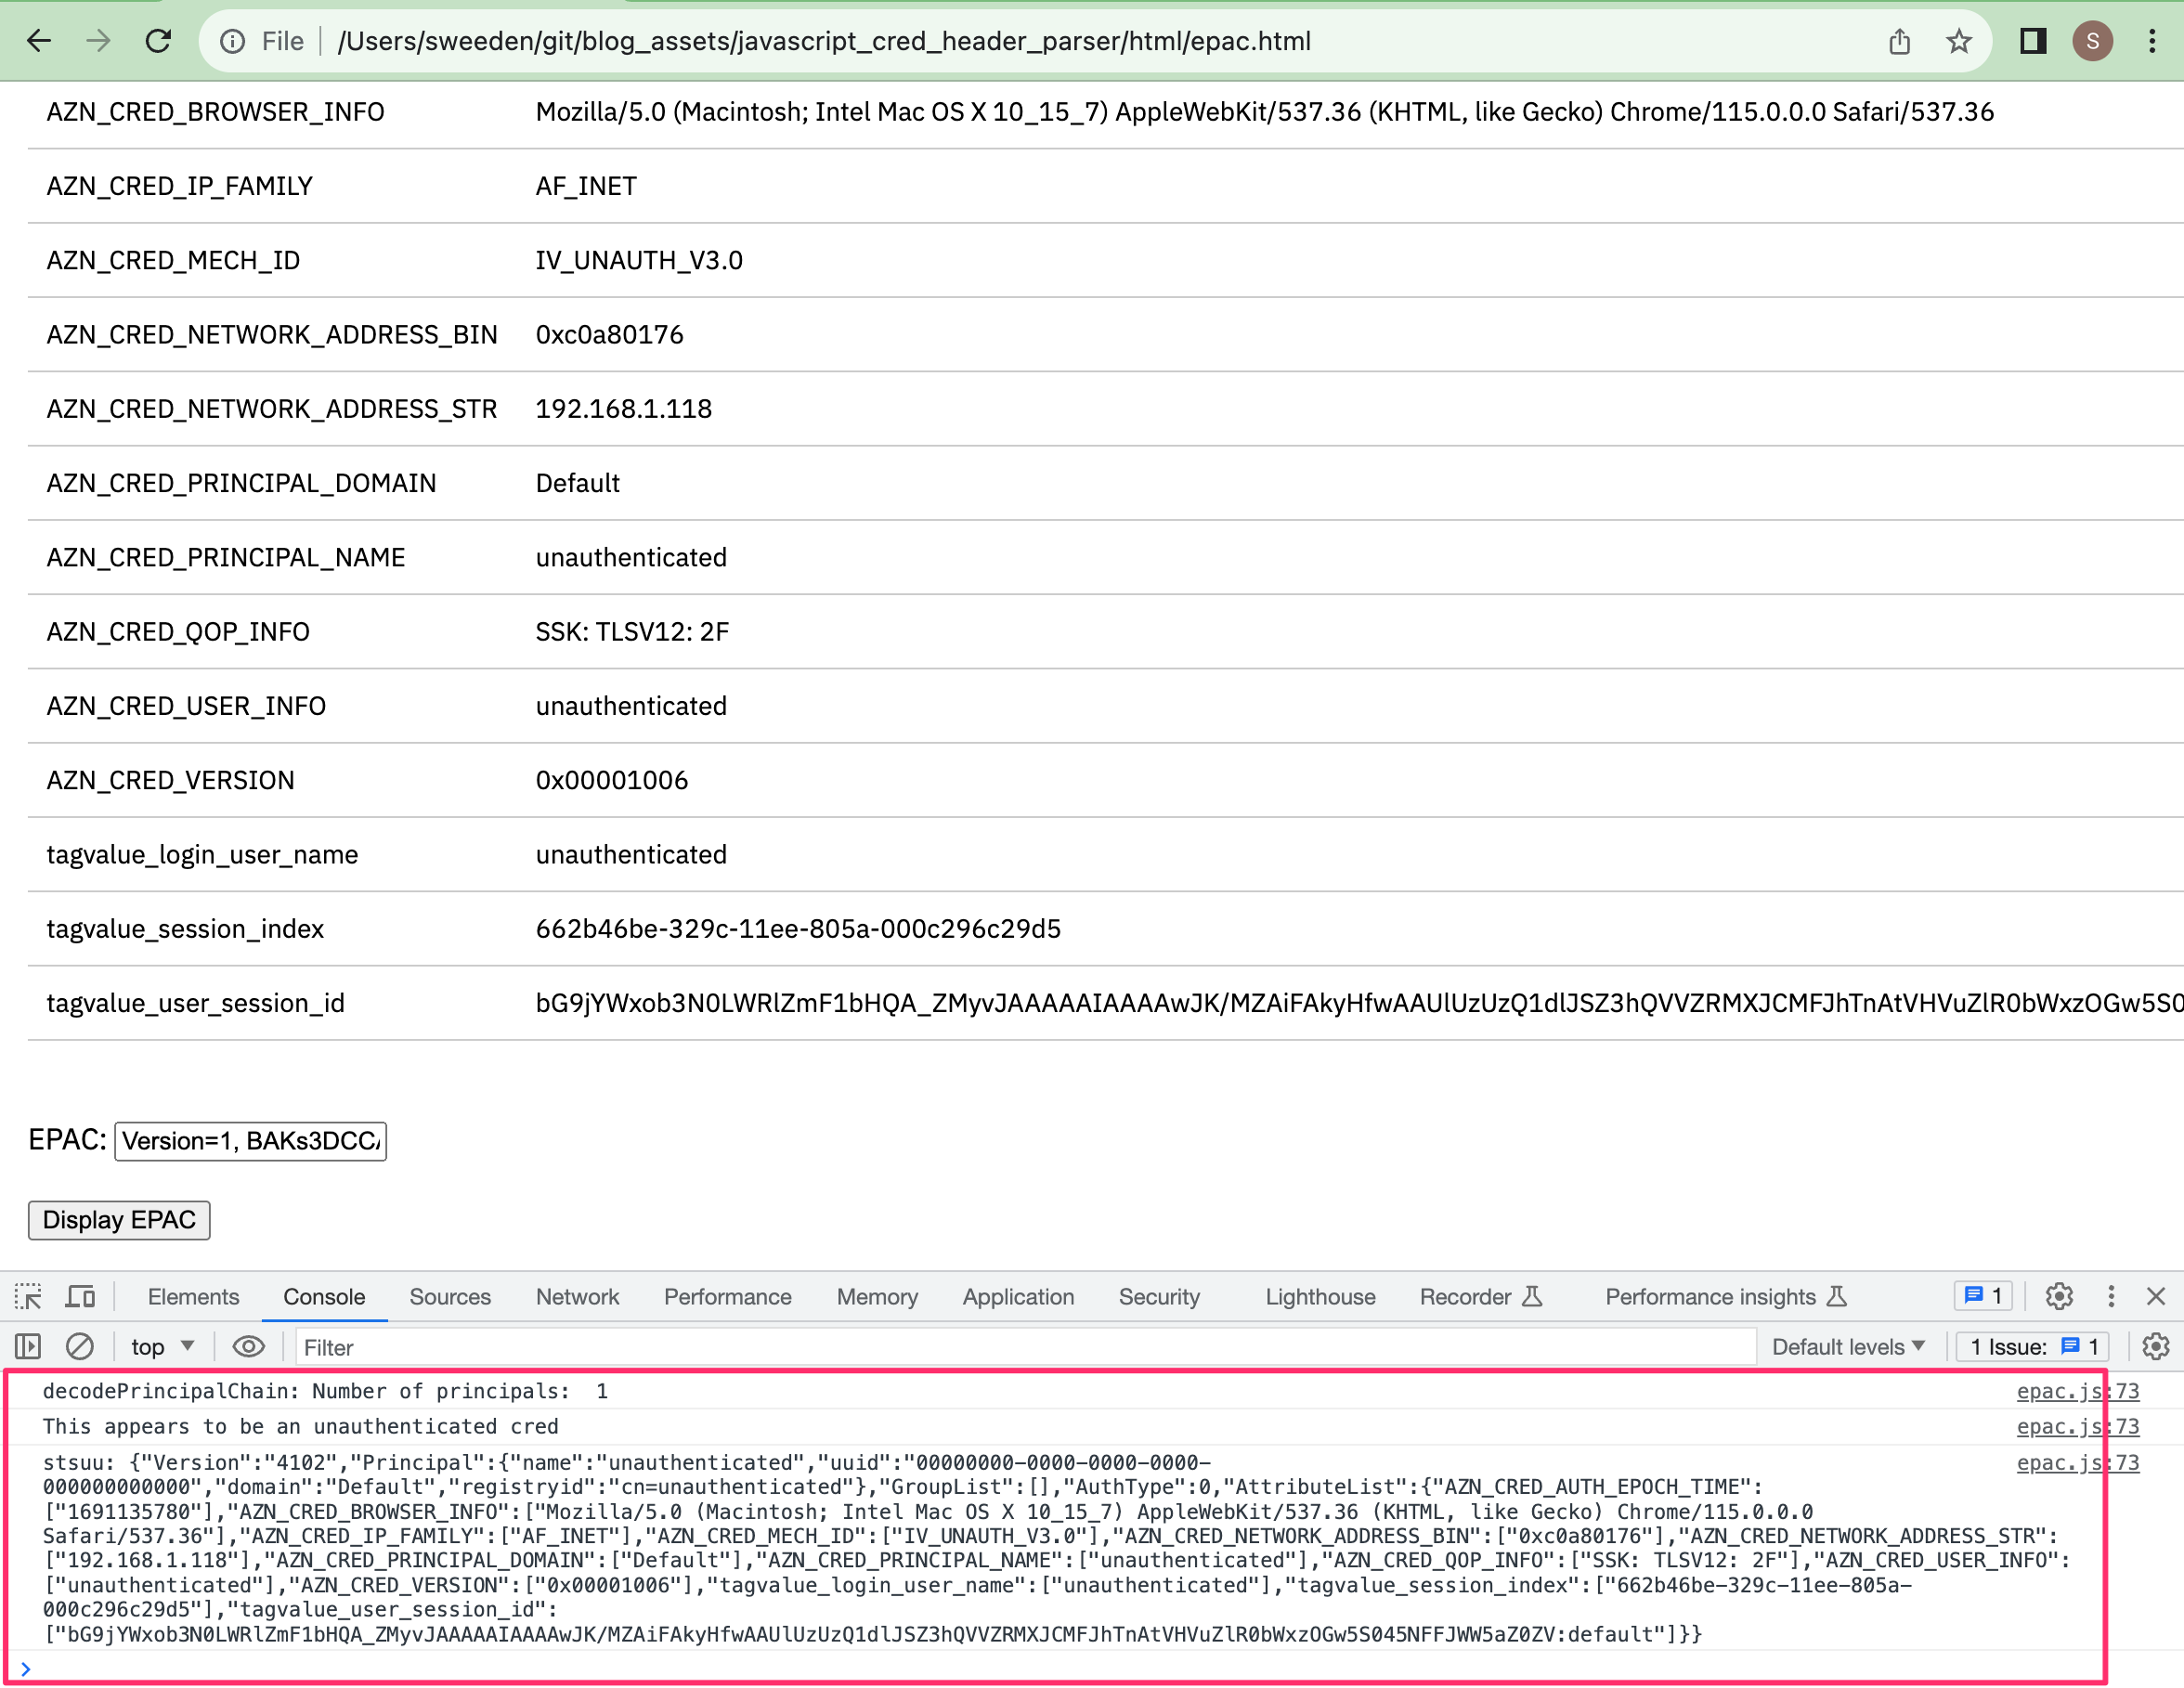 File /Users/sweeden/git/blog_assets/javascript_cred_header_parser/html/epac.html S
AZN_CRED_BROWSER_INFO Mozilla/5.0 (Macintosh; Intel Mac OS X 10_15_7) AppleWebKit/537.36 (KHTML, like Gecko) Chrome/115.0.0.0 Safari/537.36
AZN_CRED_IP_FAMILY AF_INET
AZN_CRED_MECH_ID IV_UNAUTH_V3.0
AZN_CRED_NETWORK_ADDRESS_BIN 0xc0a80176
AZN_CRED_NETWORK_ADDRESS_STR 192.168.1.118
AZN_CRED_PRINCIPAL_DOMAIN Default
AZN_CRED_PRINCIPAL_NAME unauthenticated
AZN_CRED_QOP_INFO SSK: TLSV12: 2F
AZN_CRED_USER_INFO unauthenticated
AZN_CRED_VERSION 0x00001006
tagvalue_login_user_name unauthenticated
tagvalue_session_index 662b46be-329c-11ee-805a-000c296c29d5
tagvalue_user_session_id bG9jYWxob3N0LWRlZmF1bHQA_ZMyvJAAAAAIAAAAwJK/MZAiFAkyHfwAAUlUzUzQ1dlJSZ3hQVVZRMXJCMFJhTnAtVHVuZlR0bWxzOGw5S0
EPAC: Version=1, BAKs3DCCA
Display EPAC
Elements Console Sources Network Performance Memory Application Security Lighthouse Recorder Performance insights 1
top Filter Default levels 1 Issue: 1
decodePrincipalChain: Number of principals:  1 epac.js:73
This appears to be an unauthenticated cred epac.js:73
stsuu: {"Version":"4102","Principal":{"name":"unauthenticated","uuid":"00000000-0000-0000-0000- epac.js:73
000000000000","domain":"Default","registryid":"cn=unauthenticated"},"GroupList":[],"AuthType":0,"AttributeList":{"AZN_CRED_AUTH_EPOCH_TIME":
["1691135780"],"AZN_CRED_BROWSER_INFO":["Mozilla/5.0 (Macintosh; Intel Mac OS X 10_15_7) AppleWebKit/537.36 (KHTML, like Gecko) Chrome/115.0.0.0
Safari/537.36"],"AZN_CRED_IP_FAMILY":["AF_INET"],"AZN_CRED_MECH_ID":["IV_UNAUTH_V3.0"],"AZN_CRED_NETWORK_ADDRESS_BIN":["0xc0a80176"],"AZN_CRED_NETWORK_ADDRESS_STR":
["192.168.1.118"],"AZN_CRED_PRINCIPAL_DOMAIN":["Default"],"AZN_CRED_PRINCIPAL_NAME":["unauthenticated"],"AZN_CRED_QOP_INFO":["SSK: TLSV12: 2F"],"AZN_CRED_USER_INFO":
["unauthenticated"],"AZN_CRED_VERSION":["0x00001006"],"tagvalue_login_user_name":["unauthenticated"],"tagvalue_session_index":["662b46be-329c-11ee-805a-
000c296c29d5"],"tagvalue_user_session_id":
["bG9jYWxob3N0LWRlZmF1bHQA_ZMyvJAAAAAIAAAAwJK/MZAiFAkyHfwAAUlUzUzQ1dlJSZ3hQVVZRMXJCMFJhTnAtVHVuZlR0bWxzOGw5S045NFFJWW5aZ0ZV:default"]}}